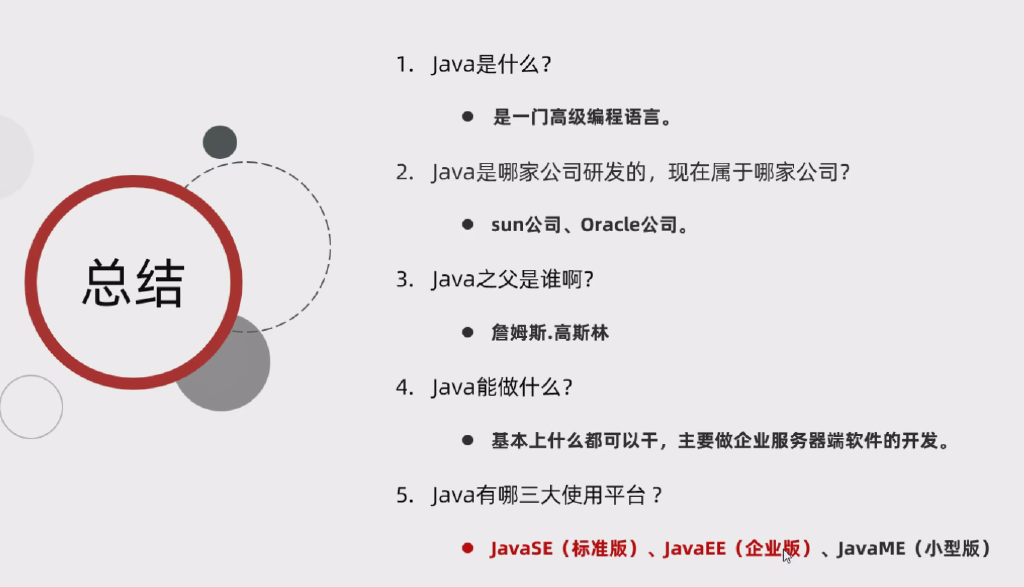 总结
1. Java是什么？
● 是一门高级编程语言。
2. Java是哪家公司研发的，现在属于哪家公司？
● sun公司、Oracle公司。
3. Java之父是谁啊？
● 詹姆斯.高斯林
4. Java能做什么？
● 基本上什么都可以干，主要做企业服务器端软件的开发。
5. Java有哪三大使用平台？
● JavaSE（标准版）、JavaEE（企业版）、JavaME（小型版）